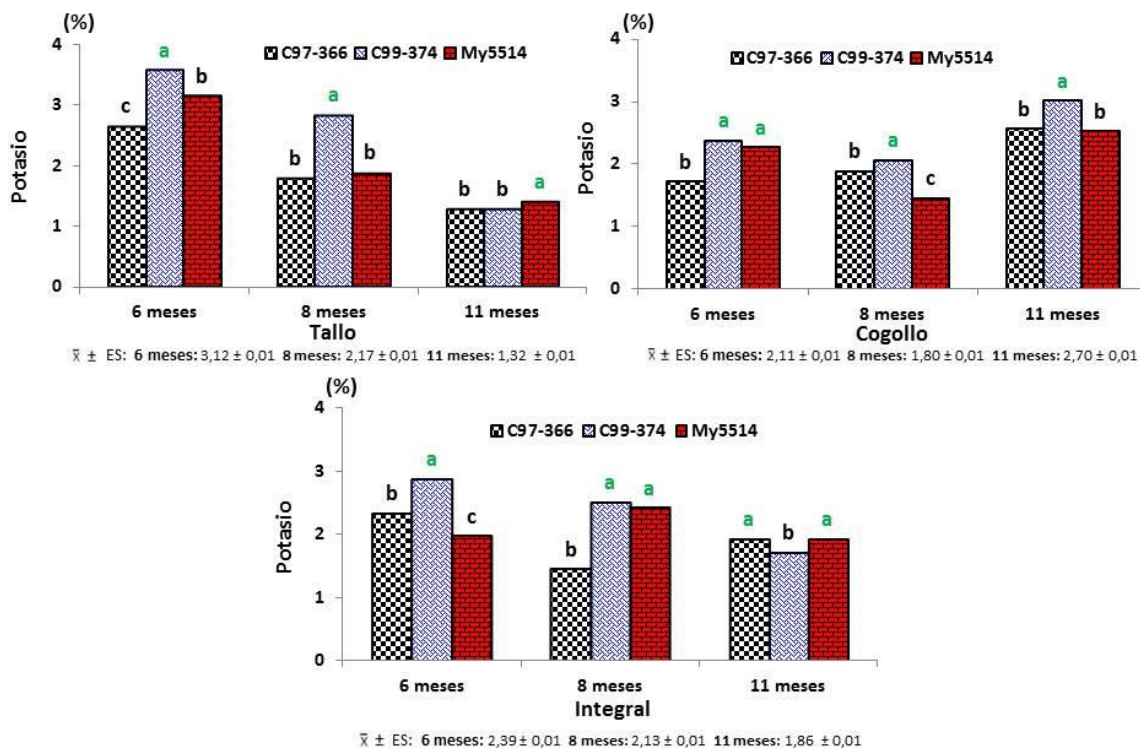 (%)
4
3
2
1
0
Potasio
C97-366 C99-374 My5514
c a b
b a b
b b a
6 meses 8 meses 11 meses
Tallo
x̅ ± ES: 6 meses: 3,12 ± 0,01 8 meses: 2,17 ± 0,01 11 meses: 1,32 ± 0,01
(%)
4
3
2
1
0
Potasio
C97-366 C99-374 My5514
b a a
b a c
b a b
6 meses 8 meses 11 meses
Cogollo
x̅ ± ES: 6 meses: 2,11 ± 0,01 8 meses: 1,80 ± 0,01 11 meses: 2,70 ± 0,01
(%)
4
3
2
1
0
Potasio
C97-366 C99-374 My5514
b a c
b a a
a b a
6 meses 8 meses 11 meses
Integral
x̅ ± ES: 6 meses: 2,39 ± 0,01 8 meses: 2,13 ± 0,01 11 meses: 1,86 ± 0,01